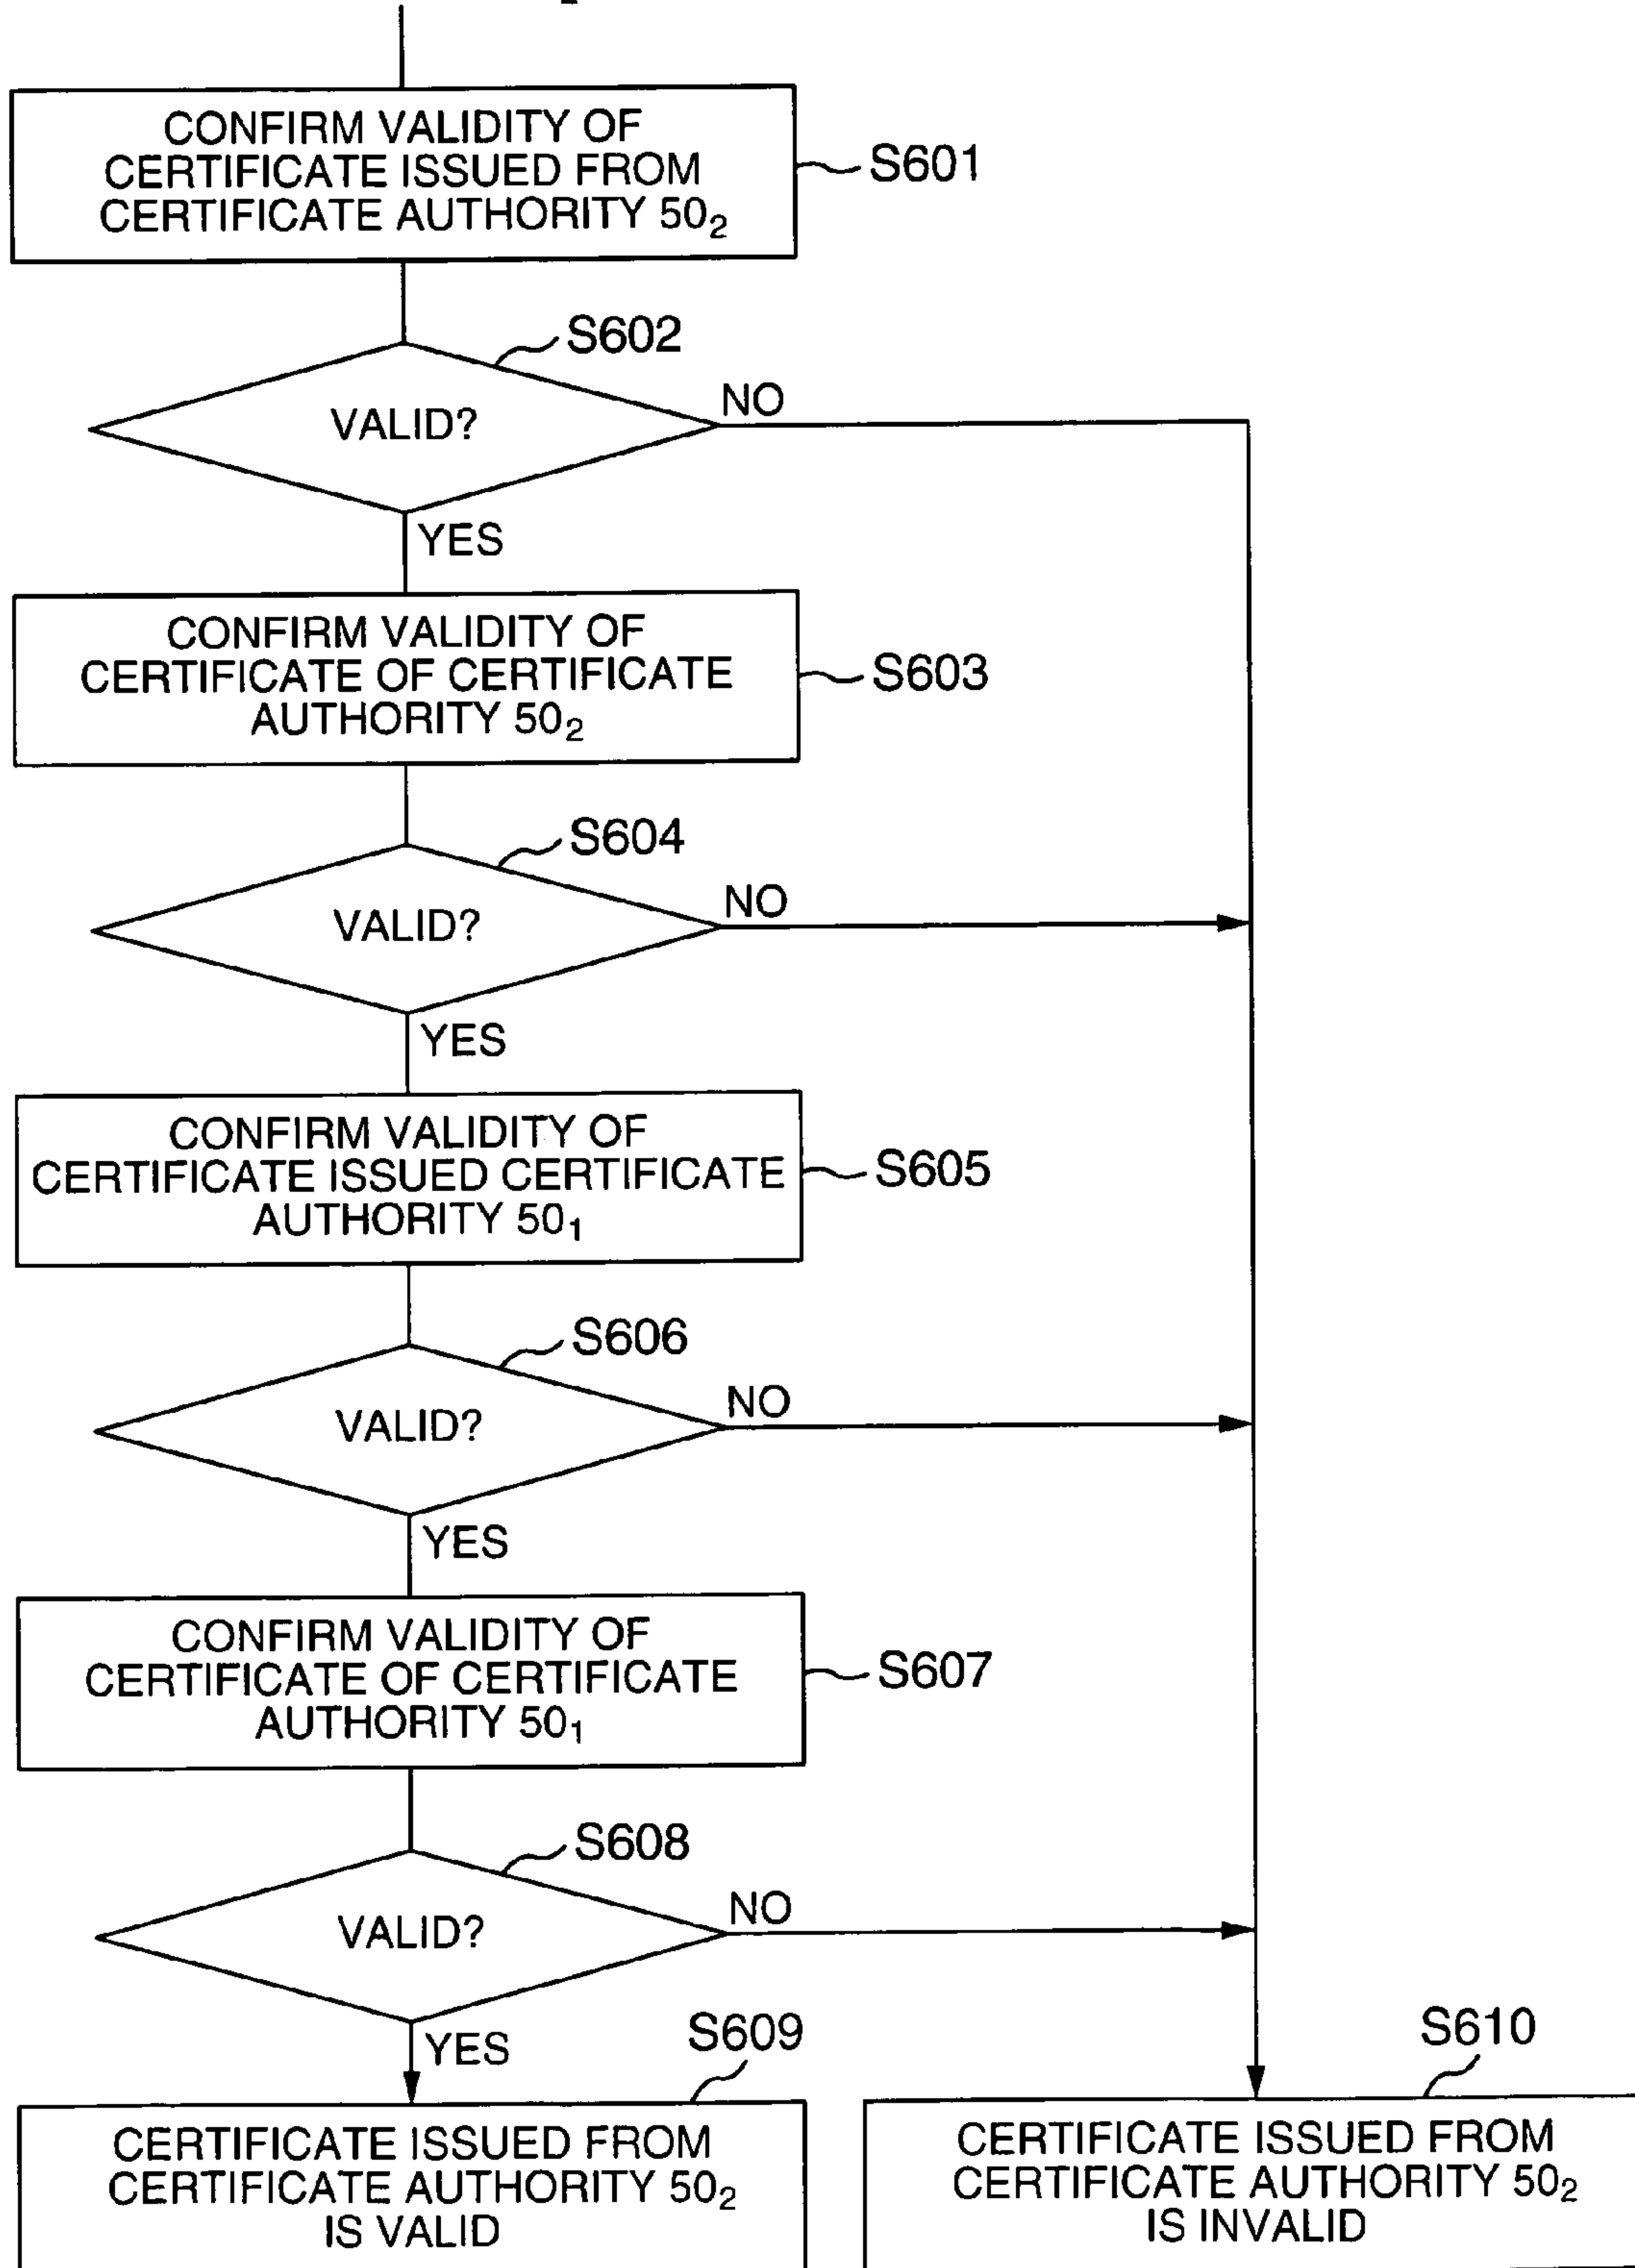 CONFIRM VALIDITY OF
CERTIFICATE ISSUED FROM
CERTIFICATE AUTHORITY 50₂
S601
S602
VALID?
NO
YES
CONFIRM VALIDITY OF
CERTIFICATE OF CERTIFICATE
AUTHORITY 50₂
S603
S604
VALID?
NO
YES
CONFIRM VALIDITY OF
CERTIFICATE ISSUED CERTIFICATE
AUTHORITY 50₁
S605
S606
VALID?
NO
YES
CONFIRM VALIDITY OF
CERTIFICATE OF CERTIFICATE
AUTHORITY 50₁
S607
S608
VALID?
NO
YES
S609
CERTIFICATE ISSUED FROM
CERTIFICATE AUTHORITY 50₂
IS VALID
S610
CERTIFICATE ISSUED FROM
CERTIFICATE AUTHORITY 50₂
IS INVALID